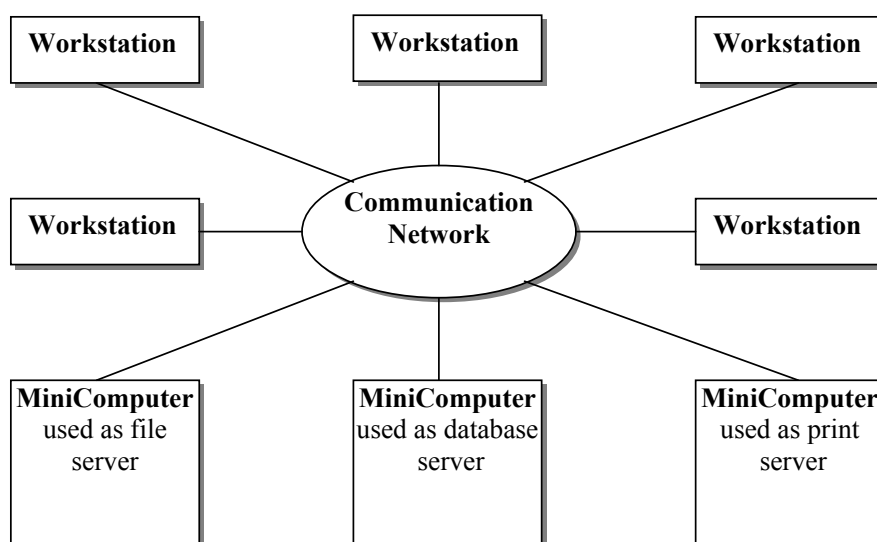 Workstation
Workstation
Workstation
Communication
Network
Workstation
Workstation
MiniComputer
used as file
server
MiniComputer
used as database
server
MiniComputer
used as print
server